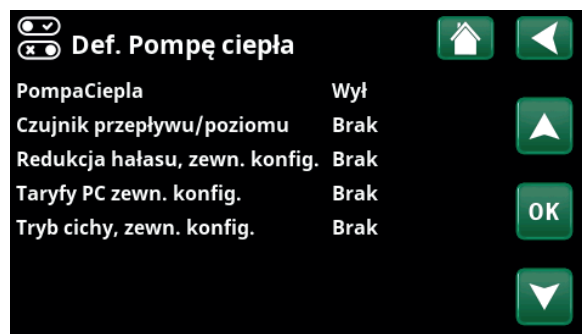 Def. Pompę ciepła
PompaCiepla Wył
Czujnik przepływu/poziomu Brak
Redukcja hałasu, zewn. konfig. Brak
Taryfy PC zewn. konfig. Brak
Tryb cichy, zewn. konfig. Brak
OK